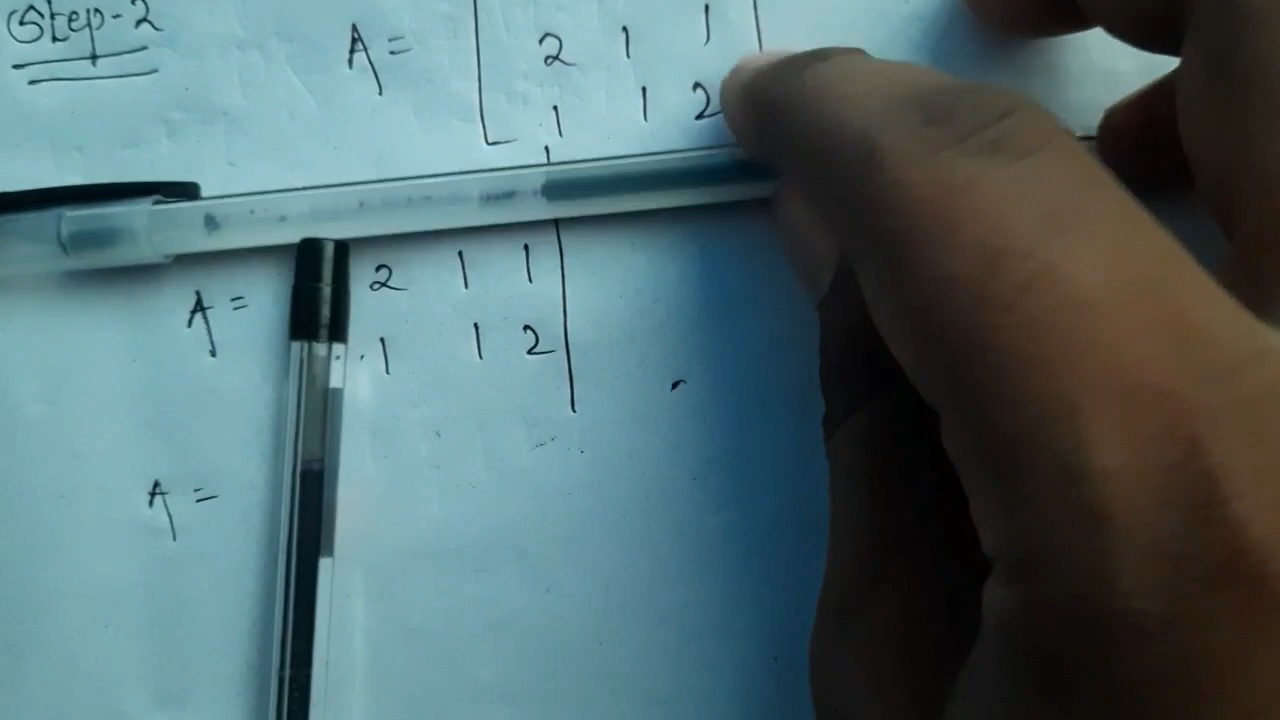 Step-2
A = 2 1 1
1 1 2
A = 2 1 1
1 1 2
A =